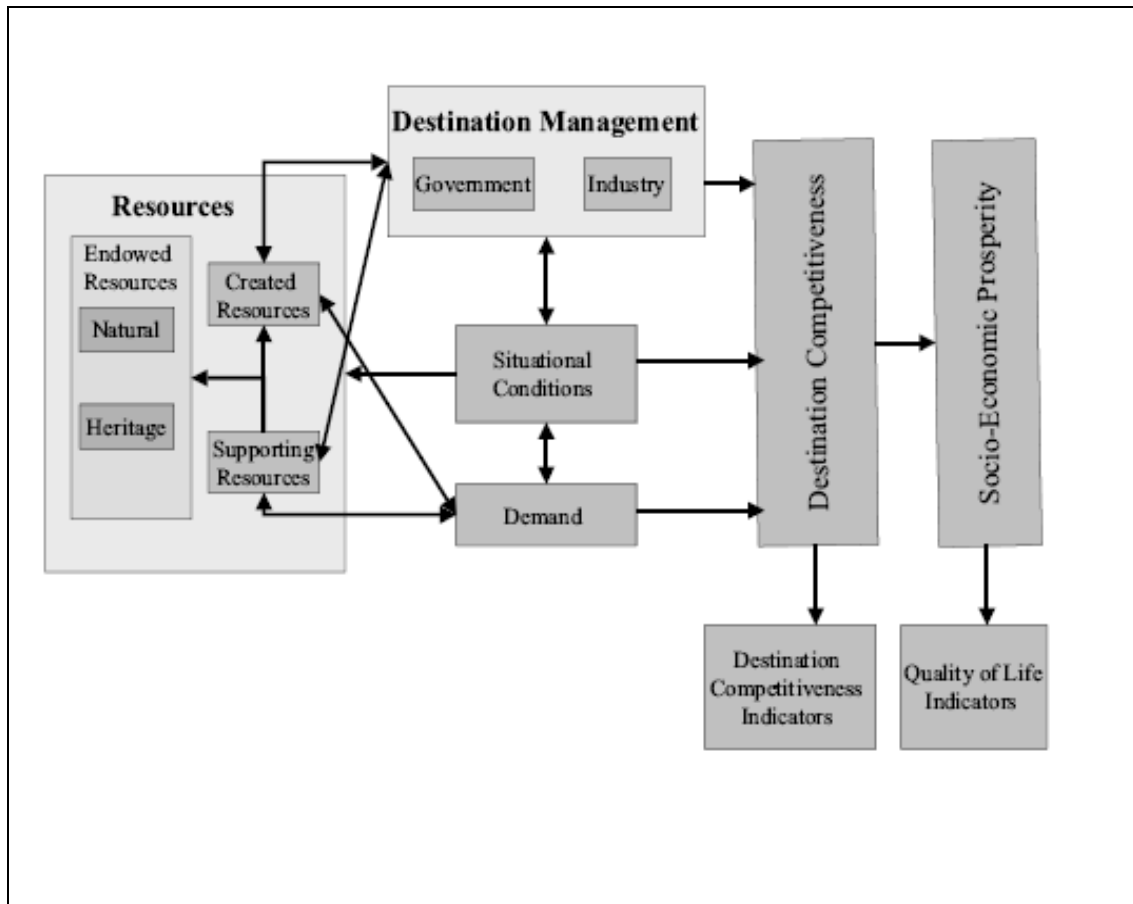 Destination Management
Government
Industry
Resources
Endowed
Resources
Natural
Heritage
Created
Resources
Supporting
Resources
Situational
Conditions
Demand
Destination Competitiveness
Socio-Economic Prosperity
Destination
Competitiveness
Indicators
Quality of Life
Indicators